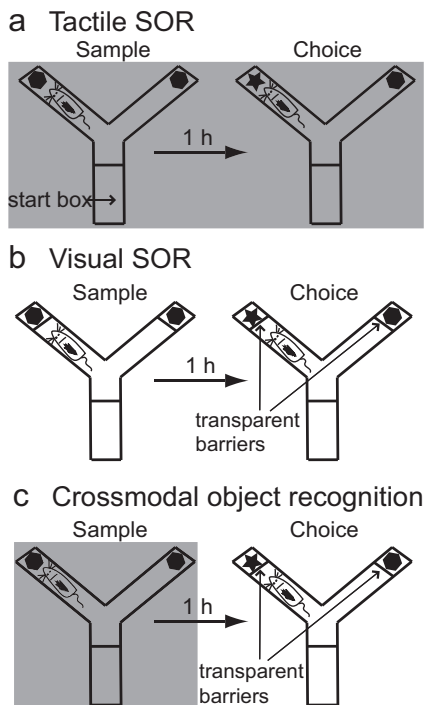 a Tactile SOR
Sample Choice
1 h
start box
b Visual SOR
Sample Choice
1 h
transparent
barriers
c Crossmodal object recognition
Sample Choice
1 h
transparent
barriers